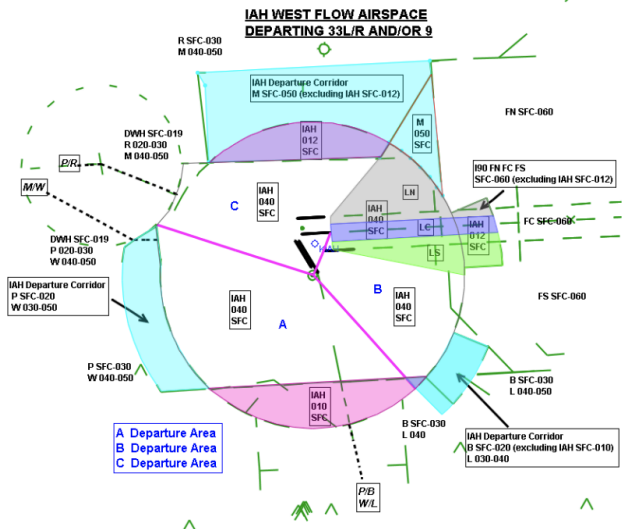 IAH WEST FLOW AIRSPACE
DEPARTING 33L/R AND/OR 9
R SFC-030
M 040-050
IAH Departure Corridor
M SFC-050 (excluding IAH SFC-012)
FN SFC-060
M
050
SFC
IAH
012
SFC
DWH SFC-019
R 020-030
M 040-050
P/R
I90 FN FC FS
SFC-060 (excluding IAH SFC-012)
M/W
IAH
040
SFC
C
LN
IAH
040
SFC
LC
IAH
012
SFC
FC SFC-060
DWH SFC-019
P 020-030
W 040-050
LS
IAH Departure Corridor
P SFC-020
W 030-050
IAH
040
SFC
B
IAH
040
SFC
FS SFC-060
A
P SFC-030
W 040-050
B SFC-030
L 040-050
IAH
010
SFC
A Departure Area
B Departure Area
C Departure Area
B SFC-030
L 040
IAH Departure Corridor
B SFC-020 (excluding IAH SFC-010)
L 030-040
P/B
W/L